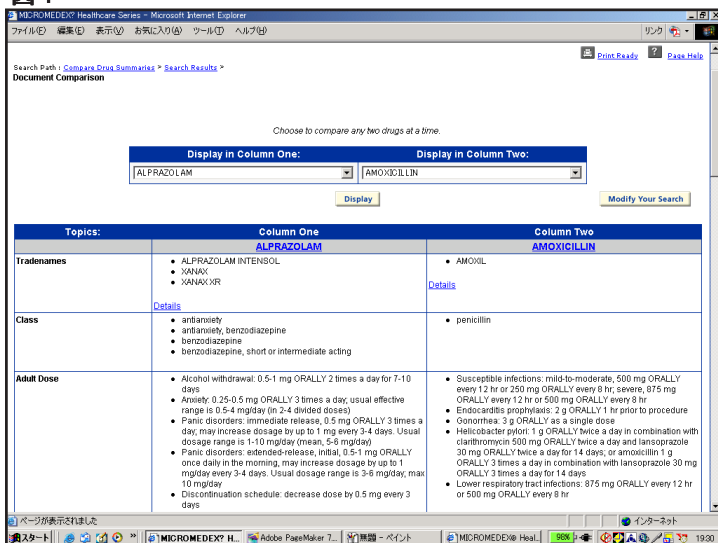 MICROMEDEX? Healthcare Series - Microsoft Internet Explorer
ファイル(F) 編集(E) 表示(V) お気に入り(A) ツール(T) ヘルプ(H)
リンク
Print Ready ? Page Help
Search Path : Compare Drug Summaries > Search Results >
Document Comparison
Choose to compare any two drugs at a time.
Display in Column One: Display in Column Two:
ALPRAZOLAM AMOXICILLIN
Display Modify Your Search
Topics: Column One Column Two
ALPRAZOLAM AMOXICILLIN
Tradenames
• ALPRAZOLAM INTENSOL
• XANAX
• XANAX XR
Details
• AMOXIL
Details
Class
• antianxiety
• antianxiety, benzodiazepine
• benzodiazepine
• benzodiazepine, short or intermediate acting
• penicillin
Adult Dose
• Alcohol withdrawal: 0.5-1 mg ORALLY 2 times a day for 7-10
days
• Anxiety: 0.25-0.5 mg ORALLY 3 times a day; usual effective
range is 0.5-4 mg/day (in 2-4 divided doses)
• Panic disorders: immediate release, 0.5 mg ORALLY 3 times a
day; may increase dosage by up to 1 mg every 3-4 days. Usual
dosage range is 1-10 mg/day (mean, 5-6 mg/day)
• Panic disorders: extended-release, initial, 0.5-1 mg ORALLY
once daily in the morning, may increase dosage by up to 1
mg/day every 3-4 days. Usual dosage range is 3-6 mg/day; max
10 mg/day
• Discontinuation schedule: decrease dose by 0.5 mg every 3
days
• Susceptible infections: mild-to-moderate, 500 mg ORALLY
every 12 hr or 250 mg ORALLY every 8 hr; severe, 875 mg
ORALLY every 12 hr or 500 mg ORALLY every 8 hr
• Endocarditis prophylaxis: 2 g ORALLY 1 hr prior to procedure
• Gonorrhea: 3 g ORALLY as a single dose
• Helicobacter pylori: 1 g ORALLY twice a day in combination with
clarithromycin 500 mg ORALLY twice a day and lansoprazole
30 mg ORALLY twice a day for 14 days; or amoxicillin 1 g
ORALLY 3 times a day in combination with lansoprazole 30 mg
ORALLY 3 times a day for 14 days
• Lower respiratory tract infections: 875 mg ORALLY every 12 hr
or 500 mg ORALLY every 8 hr
ページが表示されました インターネット
スタート MICROMEDEX? H... Adobe PageMaker 7... 無題 - ペイント MICROMEDEX® Heal... 98% 19:30